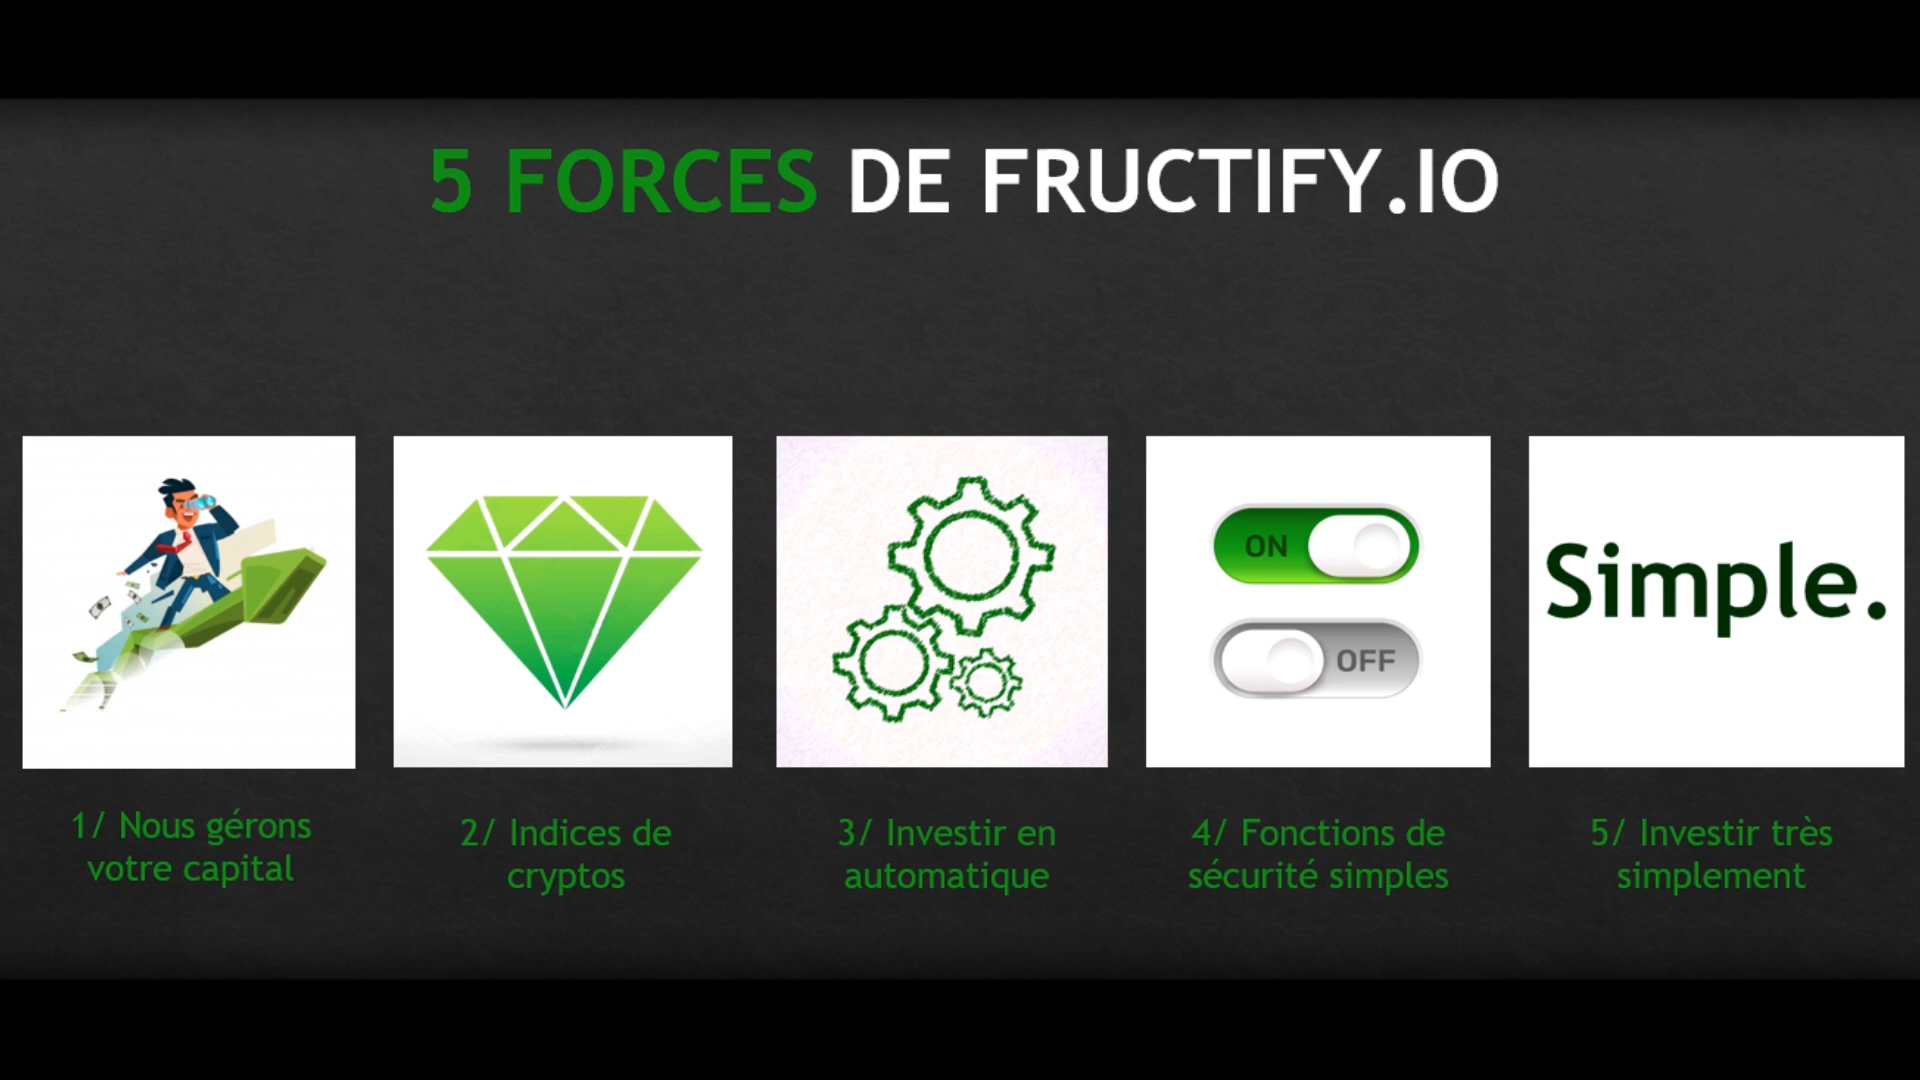 5 FORCES DE FRUCTIFY.IO
ON
OFF
Simple.
1/ Nous gérons
votre capital
2/ Indices de
cryptos
3/ Investir en
automatique
4/ Fonctions de
sécurité simples
5/ Investir très
simplement